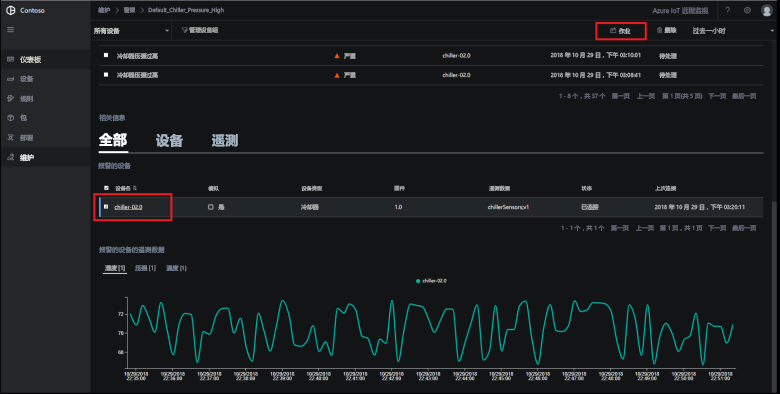 Contoso
维护 > 警报 > Default_Chiller_Pressure_High
Azure IoT 远程监视
所有设备
管理设备组
作业
删除
过去一小时
仪表板
设备
规则
包
部署
维护
冷却器压强过高 严重 chiller-02.0 2018 年 10 月 29 日,下午 03:10:01 待处理
冷却器压强过高 严重 chiller-02.0 2018 年 10 月 29 日,下午 03:08:41 待处理
1 - 8 个,共 37 个 第一页 上一页 第 1 页(共 5 页) 下一页 最后一页
相关信息
全部 设备 遥测
报警的设备
设备名 模拟 设备类型 固件 遥测数据 状态 上次连接
chiller-02.0 是 冷却器 1.0 chillerSensors;v1 已连接 2018 年 10 月 29 日,下午 03:20:11
1 - 1 个,共 1 个 第一页 上一页 第 1 页,共 1 页 下一页 最后一页
报警的设备的遥测数据
湿度 [1] 压强 [1] 温度 [1]
chiller-02.0
72
70
68
10/29/2018 10/29/2018 10/29/2018 10/29/2018 10/29/2018 10/29/2018 10/29/2018 10/29/2018 10/29/2018 10/29/2018 10/29/2018 10/29/2018 10/29/2018 10/29/2018 10/29/2018 10/29/2018 10/29/2018
22:35:00 22:36:00 22:37:00 22:38:00 22:39:00 22:40:00 22:41:00 22:42:00 22:43:00 22:44:00 22:45:00 22:46:00 22:47:00 22:48:00 22:49:00 22:50:00 22:51:00